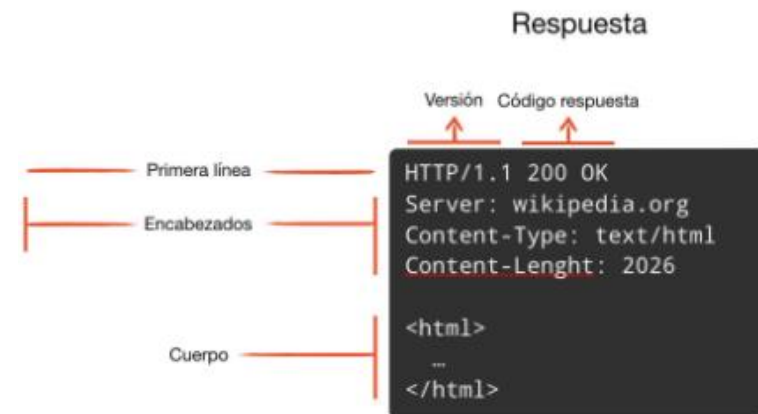 Respuesta
Versión Código respuesta
Primera línea
HTTP/1.1 200 OK
Encabezados
Server: wikipedia.org
Content-Type: text/html
Content-Lenght: 2026
Cuerpo
<html>
…
</html>